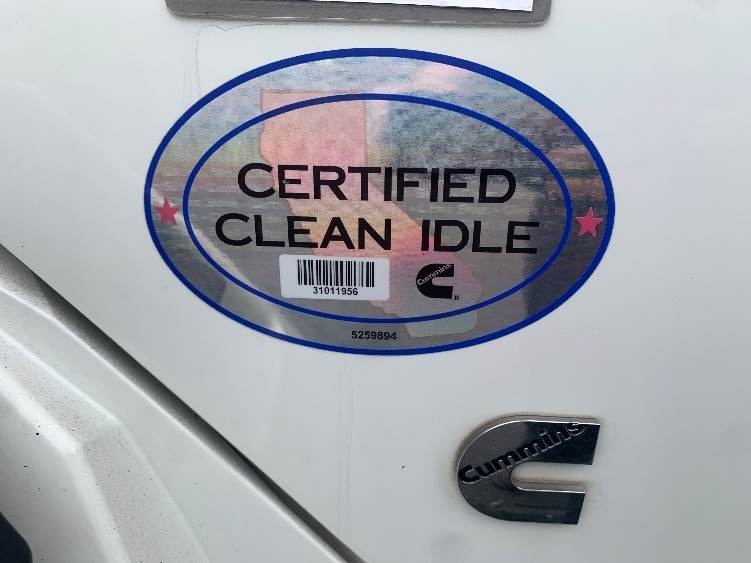 CERTIFIED
CLEAN IDLE
31011956
Cummins
®
5259894
Cummins